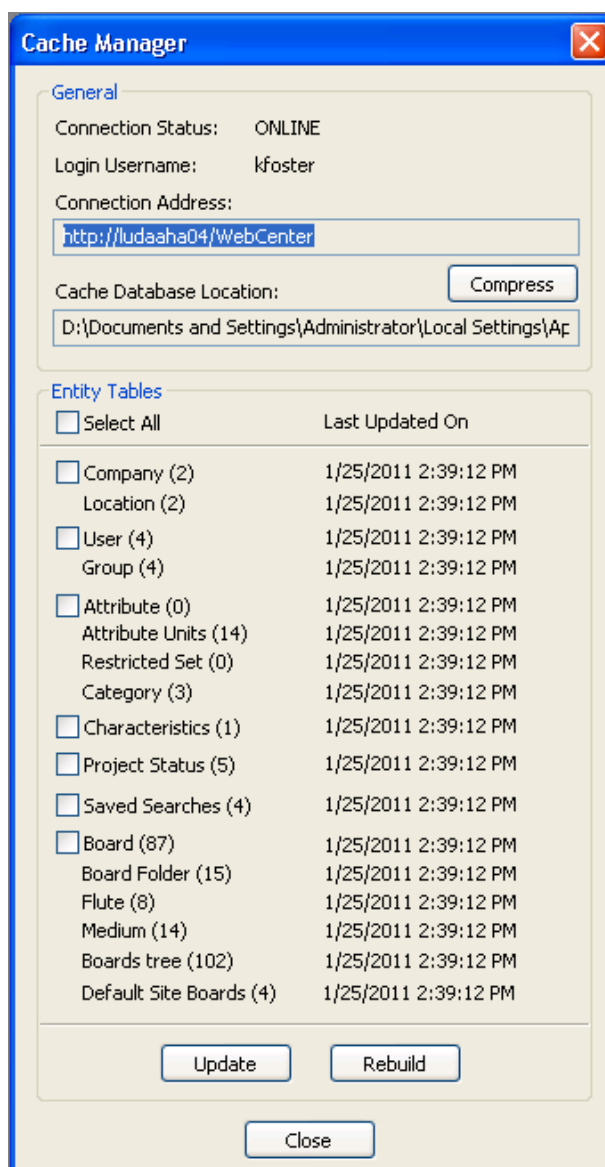 Cache Manager
General
Connection Status: ONLINE
Login Username: kfoster
Connection Address:
http://ludaaha04/WebCenter
Compress
Cache Database Location:
D:\Documents and Settings\Administrator\Local Settings\Ap
Entity Tables
Select All Last Updated On
Company (2) 1/25/2011 2:39:12 PM
Location (2) 1/25/2011 2:39:12 PM
User (4) 1/25/2011 2:39:12 PM
Group (4) 1/25/2011 2:39:12 PM
Attribute (0) 1/25/2011 2:39:12 PM
Attribute Units (14) 1/25/2011 2:39:12 PM
Restricted Set (0) 1/25/2011 2:39:12 PM
Category (3) 1/25/2011 2:39:12 PM
Characteristics (1) 1/25/2011 2:39:12 PM
Project Status (5) 1/25/2011 2:39:12 PM
Saved Searches (4) 1/25/2011 2:39:12 PM
Board (87) 1/25/2011 2:39:12 PM
Board Folder (15) 1/25/2011 2:39:12 PM
Flute (8) 1/25/2011 2:39:12 PM
Medium (14) 1/25/2011 2:39:12 PM
Boards tree (102) 1/25/2011 2:39:12 PM
Default Site Boards (4) 1/25/2011 2:39:12 PM
Update Rebuild
Close